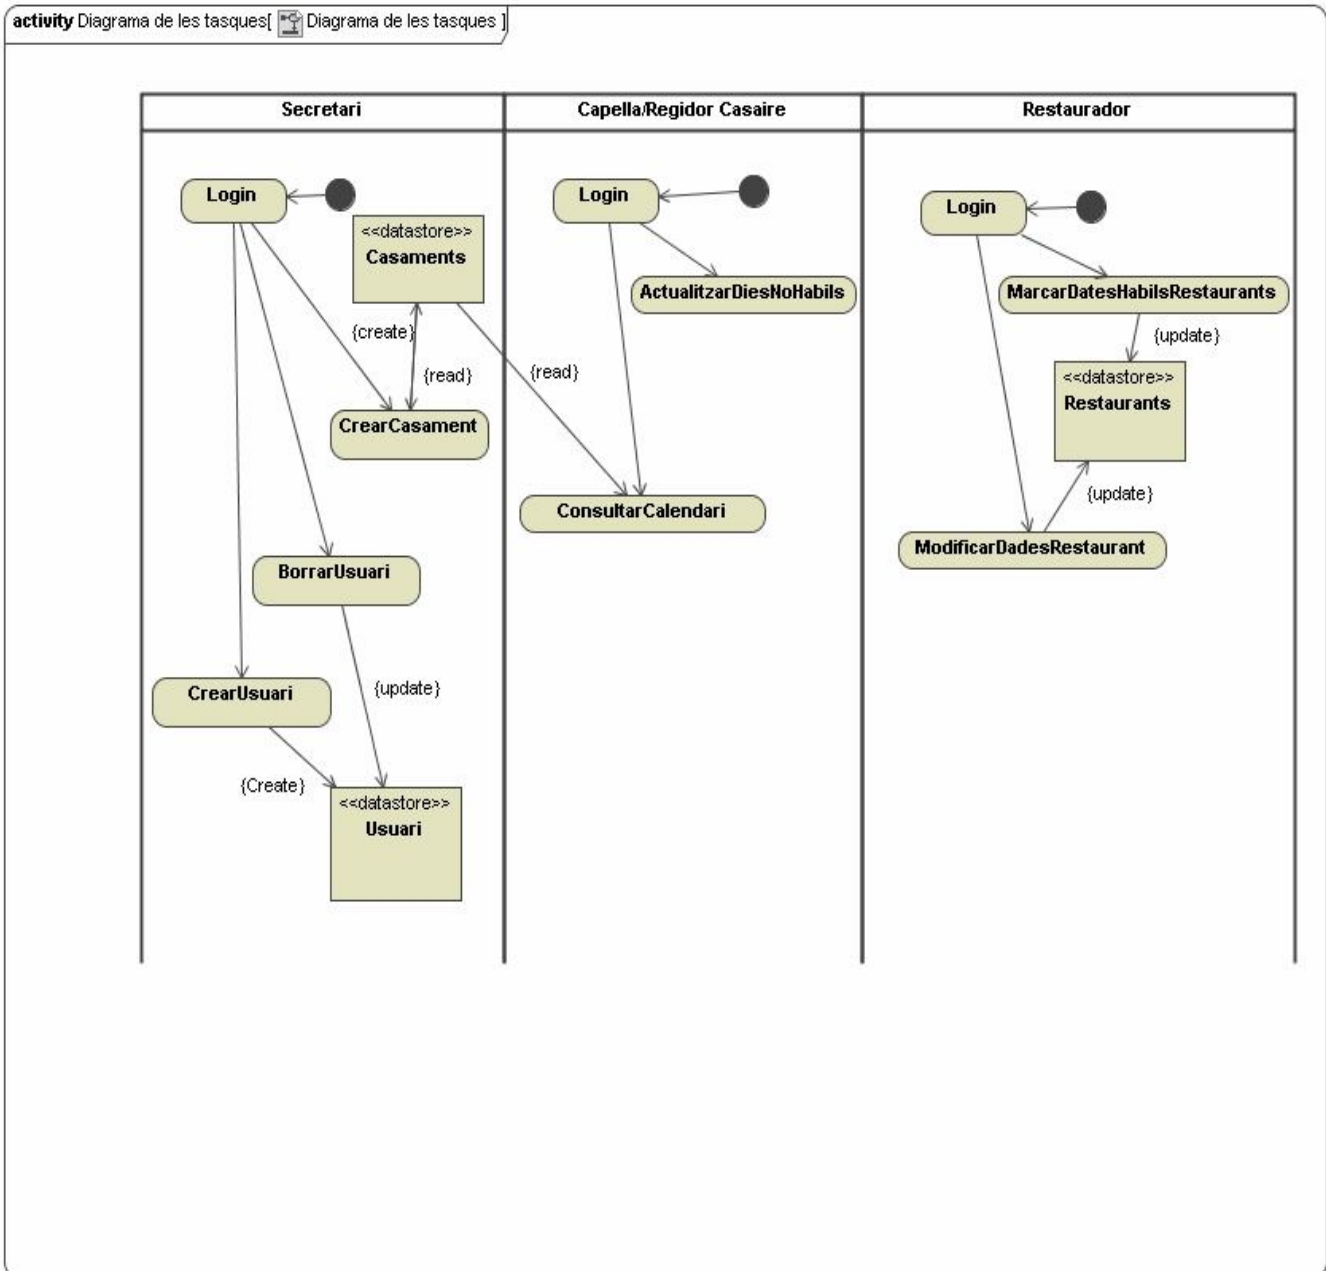 activity Diagrama de les tasques[ Diagrama de les tasques ]
Secretari
Capella/Regidor Casaire
Restaurador
Login
<<datastore>>
Casaments
{create}
{read}
CrearCasament
BorrarUsuari
CrearUsuari
{update}
{Create}
<<datastore>>
Usuari
Login
ActualitzarDiesNoHabils
{read}
ConsultarCalendari
Login
MarcarDatesHabilsRestaurants
{update}
<<datastore>>
Restaurants
{update}
ModificarDadesRestaurant